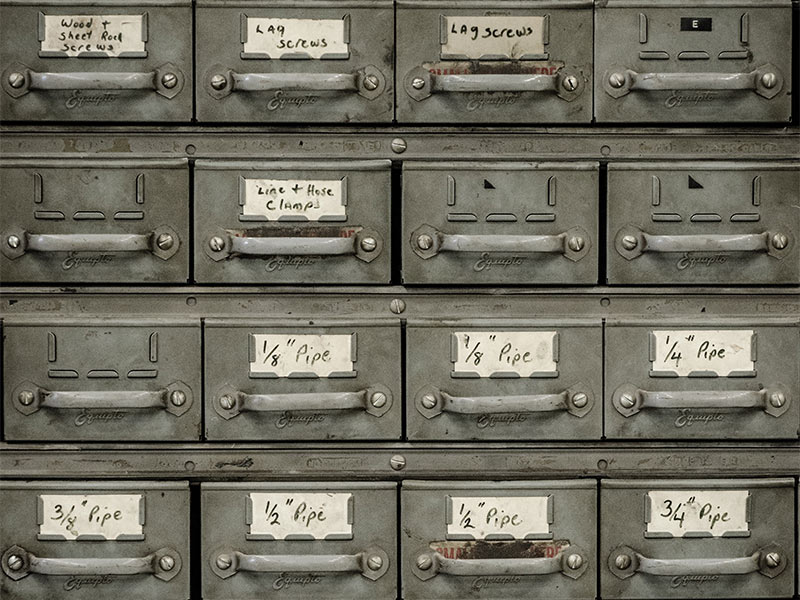 Wood +
Sheet Rock
Screws
LAG
SCREWS
LAG SCREWS
E
Equipto
Equipto
Equipto
Equipto
Line + Hose
Clamps
Equipto
Equipto
Equipto
Equipto
1/8" Pipe
1/8" Pipe
1/4" Pipe
Equipto
Equipto
Equipto
Equipto
3/8" Pipe
1/2" Pipe
1/2" Pipe
3/4" Pipe
Equipto
Equipto
Equipto
Equipto